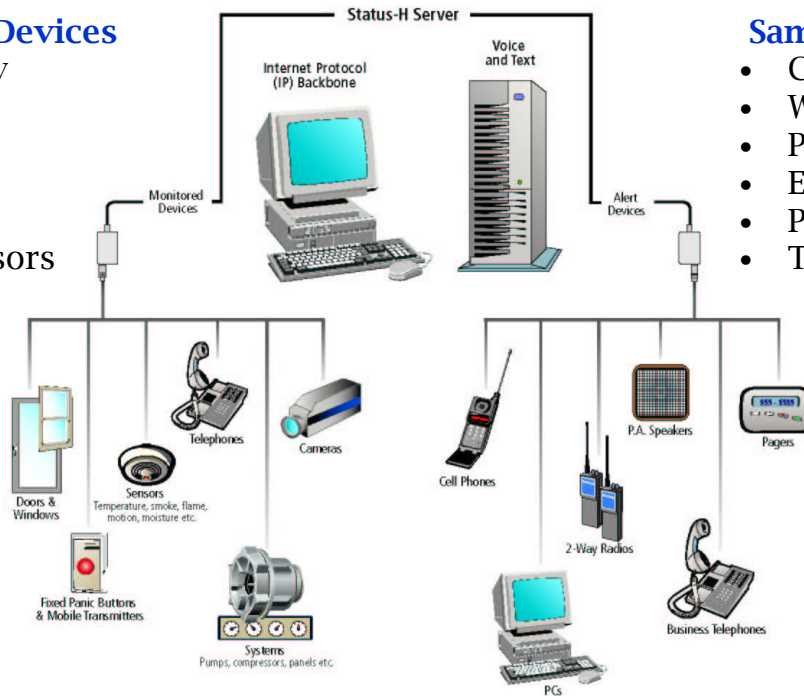 Status-H Server
Devices
Internet Protocol
(IP) Backbone
Voice
and Text
Monitored
Devices
Alert
Devices
Doors &
Windows
Fixed Panic Buttons
& Mobile Transmitters
Sensors
Temperature, smoke, flame,
motion, moisture etc.
Telephones
Systems
Pumps, compressors, panels etc.
Cameras
Cell Phones
PCs
2-Way Radios
P.A. Speakers
Business Telephones
555 - 5555
Pagers